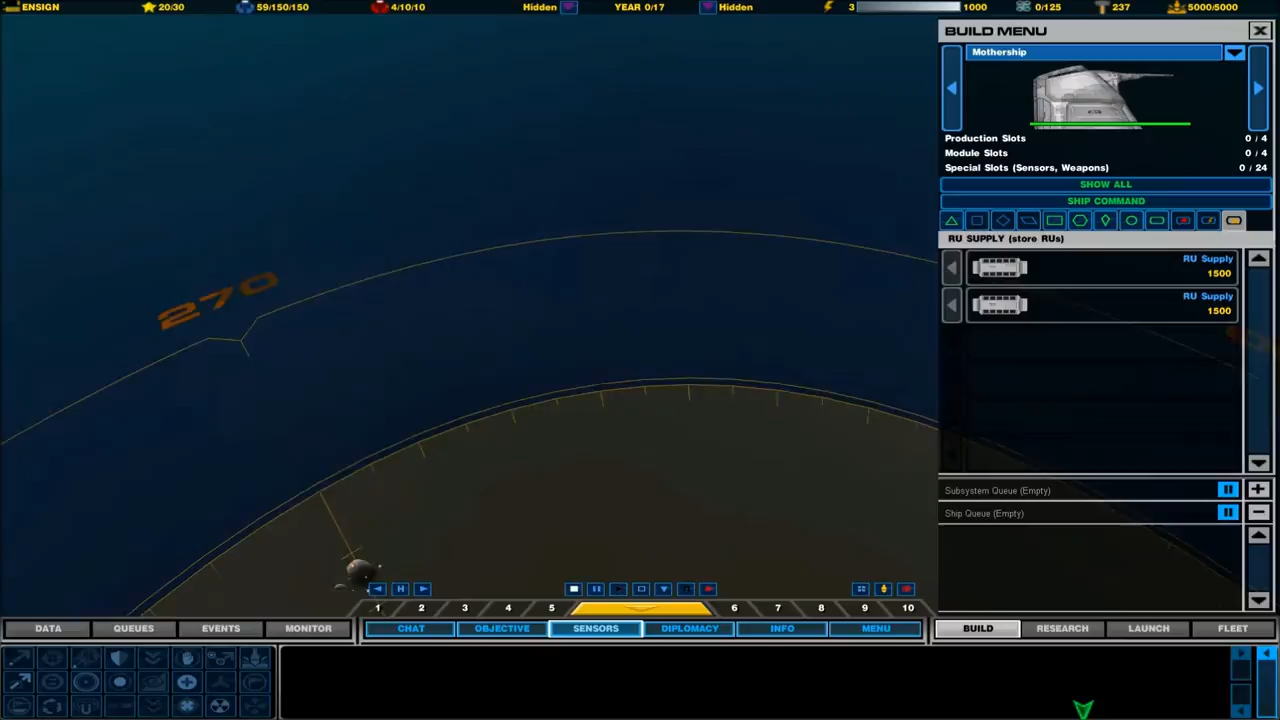 ENSIGN 20/30 59/150/150 4/10/10 Hidden YEAR 0/17 Hidden 3 1000 0/125 237 5000/5000
BUILD MENU X
Mothership
Production Slots 0 / 4
Module Slots 0 / 4
Special Slots (Sensors, Weapons) 0 / 24
SHOW ALL
SHIP COMMAND
RU SUPPLY (store RUs)
RU Supply
1500
RU Supply
1500
270
Subsystem Queue (Empty)
Ship Queue (Empty)
H
1 2 3 4 5 6 7 8 9 10
DATA QUEUES EVENTS MONITOR CHAT OBJECTIVE SENSORS DIPLOMACY INFO MENU BUILD RESEARCH LAUNCH FLEET